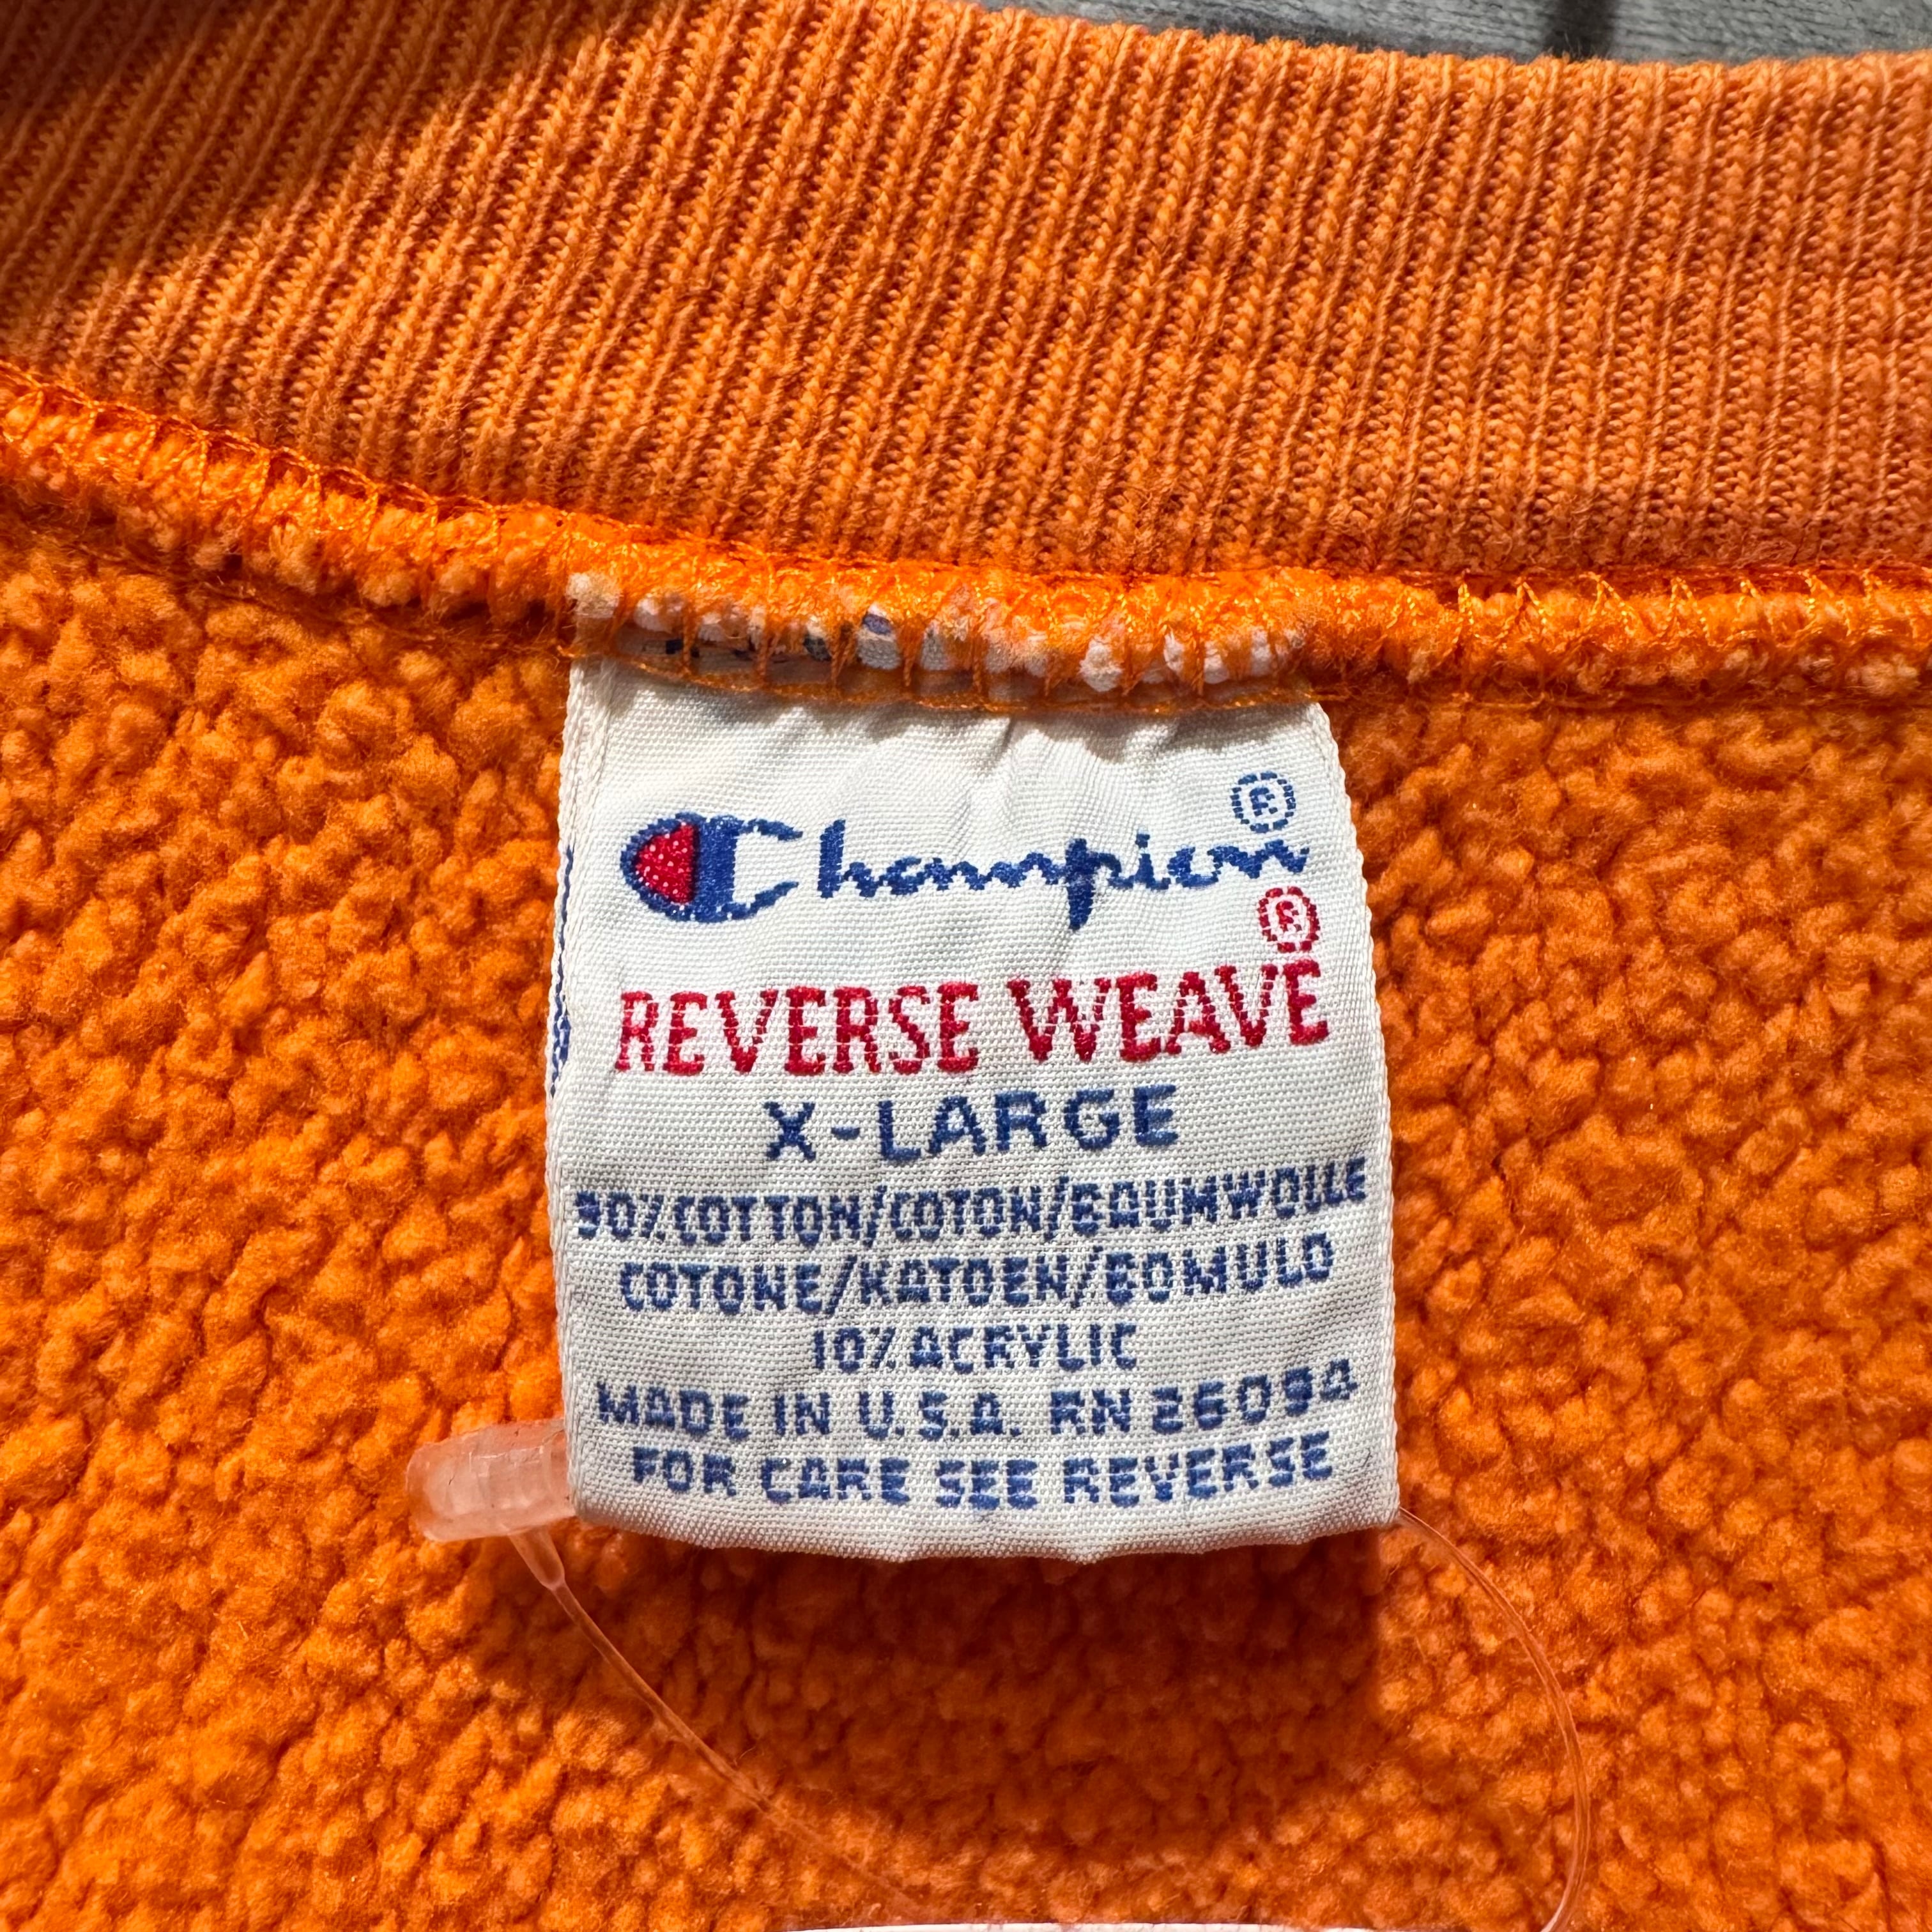 Champion®
REVERSE WEAVE®
X-LARGE
90% COTTON/COTON/BAUMWOLLE
COTONE/KATOEN/BOMULD
10% ACRYLIC
MADE IN U.S.A. RN 26094
FOR CARE SEE REVERSE